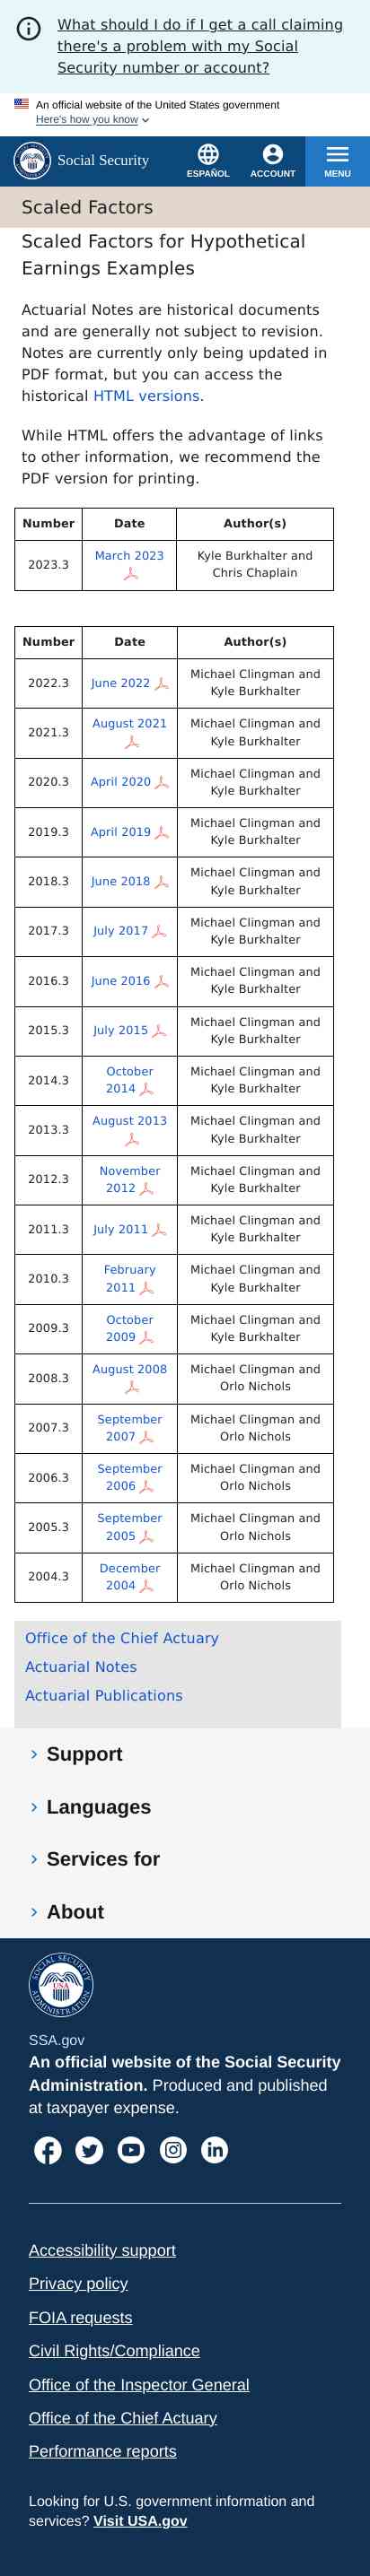 What should I do if I get a call claiming
there's a problem with my Social
Security number or account?
An official website of the United States government
Here's how you know
Social Security
ESPAÑOL
ACCOUNT
MENU
Scaled Factors
Scaled Factors for Hypothetical
Earnings Examples
Actuarial Notes are historical documents
and are generally not subject to revision.
Notes are currently only being updated in
PDF format, but you can access the
historical HTML versions.
While HTML offers the advantage of links
to other information, we recommend the
PDF version for printing.
Number Date Author(s)
2023.3 March 2023 Kyle Burkhalter and
Chris Chaplain
Number Date Author(s)
2022.3 June 2022 Michael Clingman and
Kyle Burkhalter
2021.3 August 2021 Michael Clingman and
Kyle Burkhalter
2020.3 April 2020 Michael Clingman and
Kyle Burkhalter
2019.3 April 2019 Michael Clingman and
Kyle Burkhalter
2018.3 June 2018 Michael Clingman and
Kyle Burkhalter
2017.3 July 2017 Michael Clingman and
Kyle Burkhalter
2016.3 June 2016 Michael Clingman and
Kyle Burkhalter
2015.3 July 2015 Michael Clingman and
Kyle Burkhalter
2014.3 October Michael Clingman and
2014 Kyle Burkhalter
2013.3 August 2013 Michael Clingman and
Kyle Burkhalter
2012.3 November Michael Clingman and
2012 Kyle Burkhalter
2011.3 July 2011 Michael Clingman and
Kyle Burkhalter
2010.3 February Michael Clingman and
2011 Kyle Burkhalter
2009.3 October Michael Clingman and
2009 Kyle Burkhalter
2008.3 August 2008 Michael Clingman and
Orlo Nichols
2007.3 September Michael Clingman and
2007 Orlo Nichols
2006.3 September Michael Clingman and
2006 Orlo Nichols
2005.3 September Michael Clingman and
2005 Orlo Nichols
2004.3 December Michael Clingman and
2004 Orlo Nichols
Office of the Chief Actuary
Actuarial Notes
Actuarial Publications
Support
Languages
Services for
About
SOCIAL SECURITY ADMINISTRATION
USA
SSA.gov
An official website of the Social Security
Administration. Produced and published
at taxpayer expense.
Accessibility support
Privacy policy
FOIA requests
Civil Rights/Compliance
Office of the Inspector General
Office of the Chief Actuary
Performance reports
Looking for U.S. government information and
services? Visit USA.gov